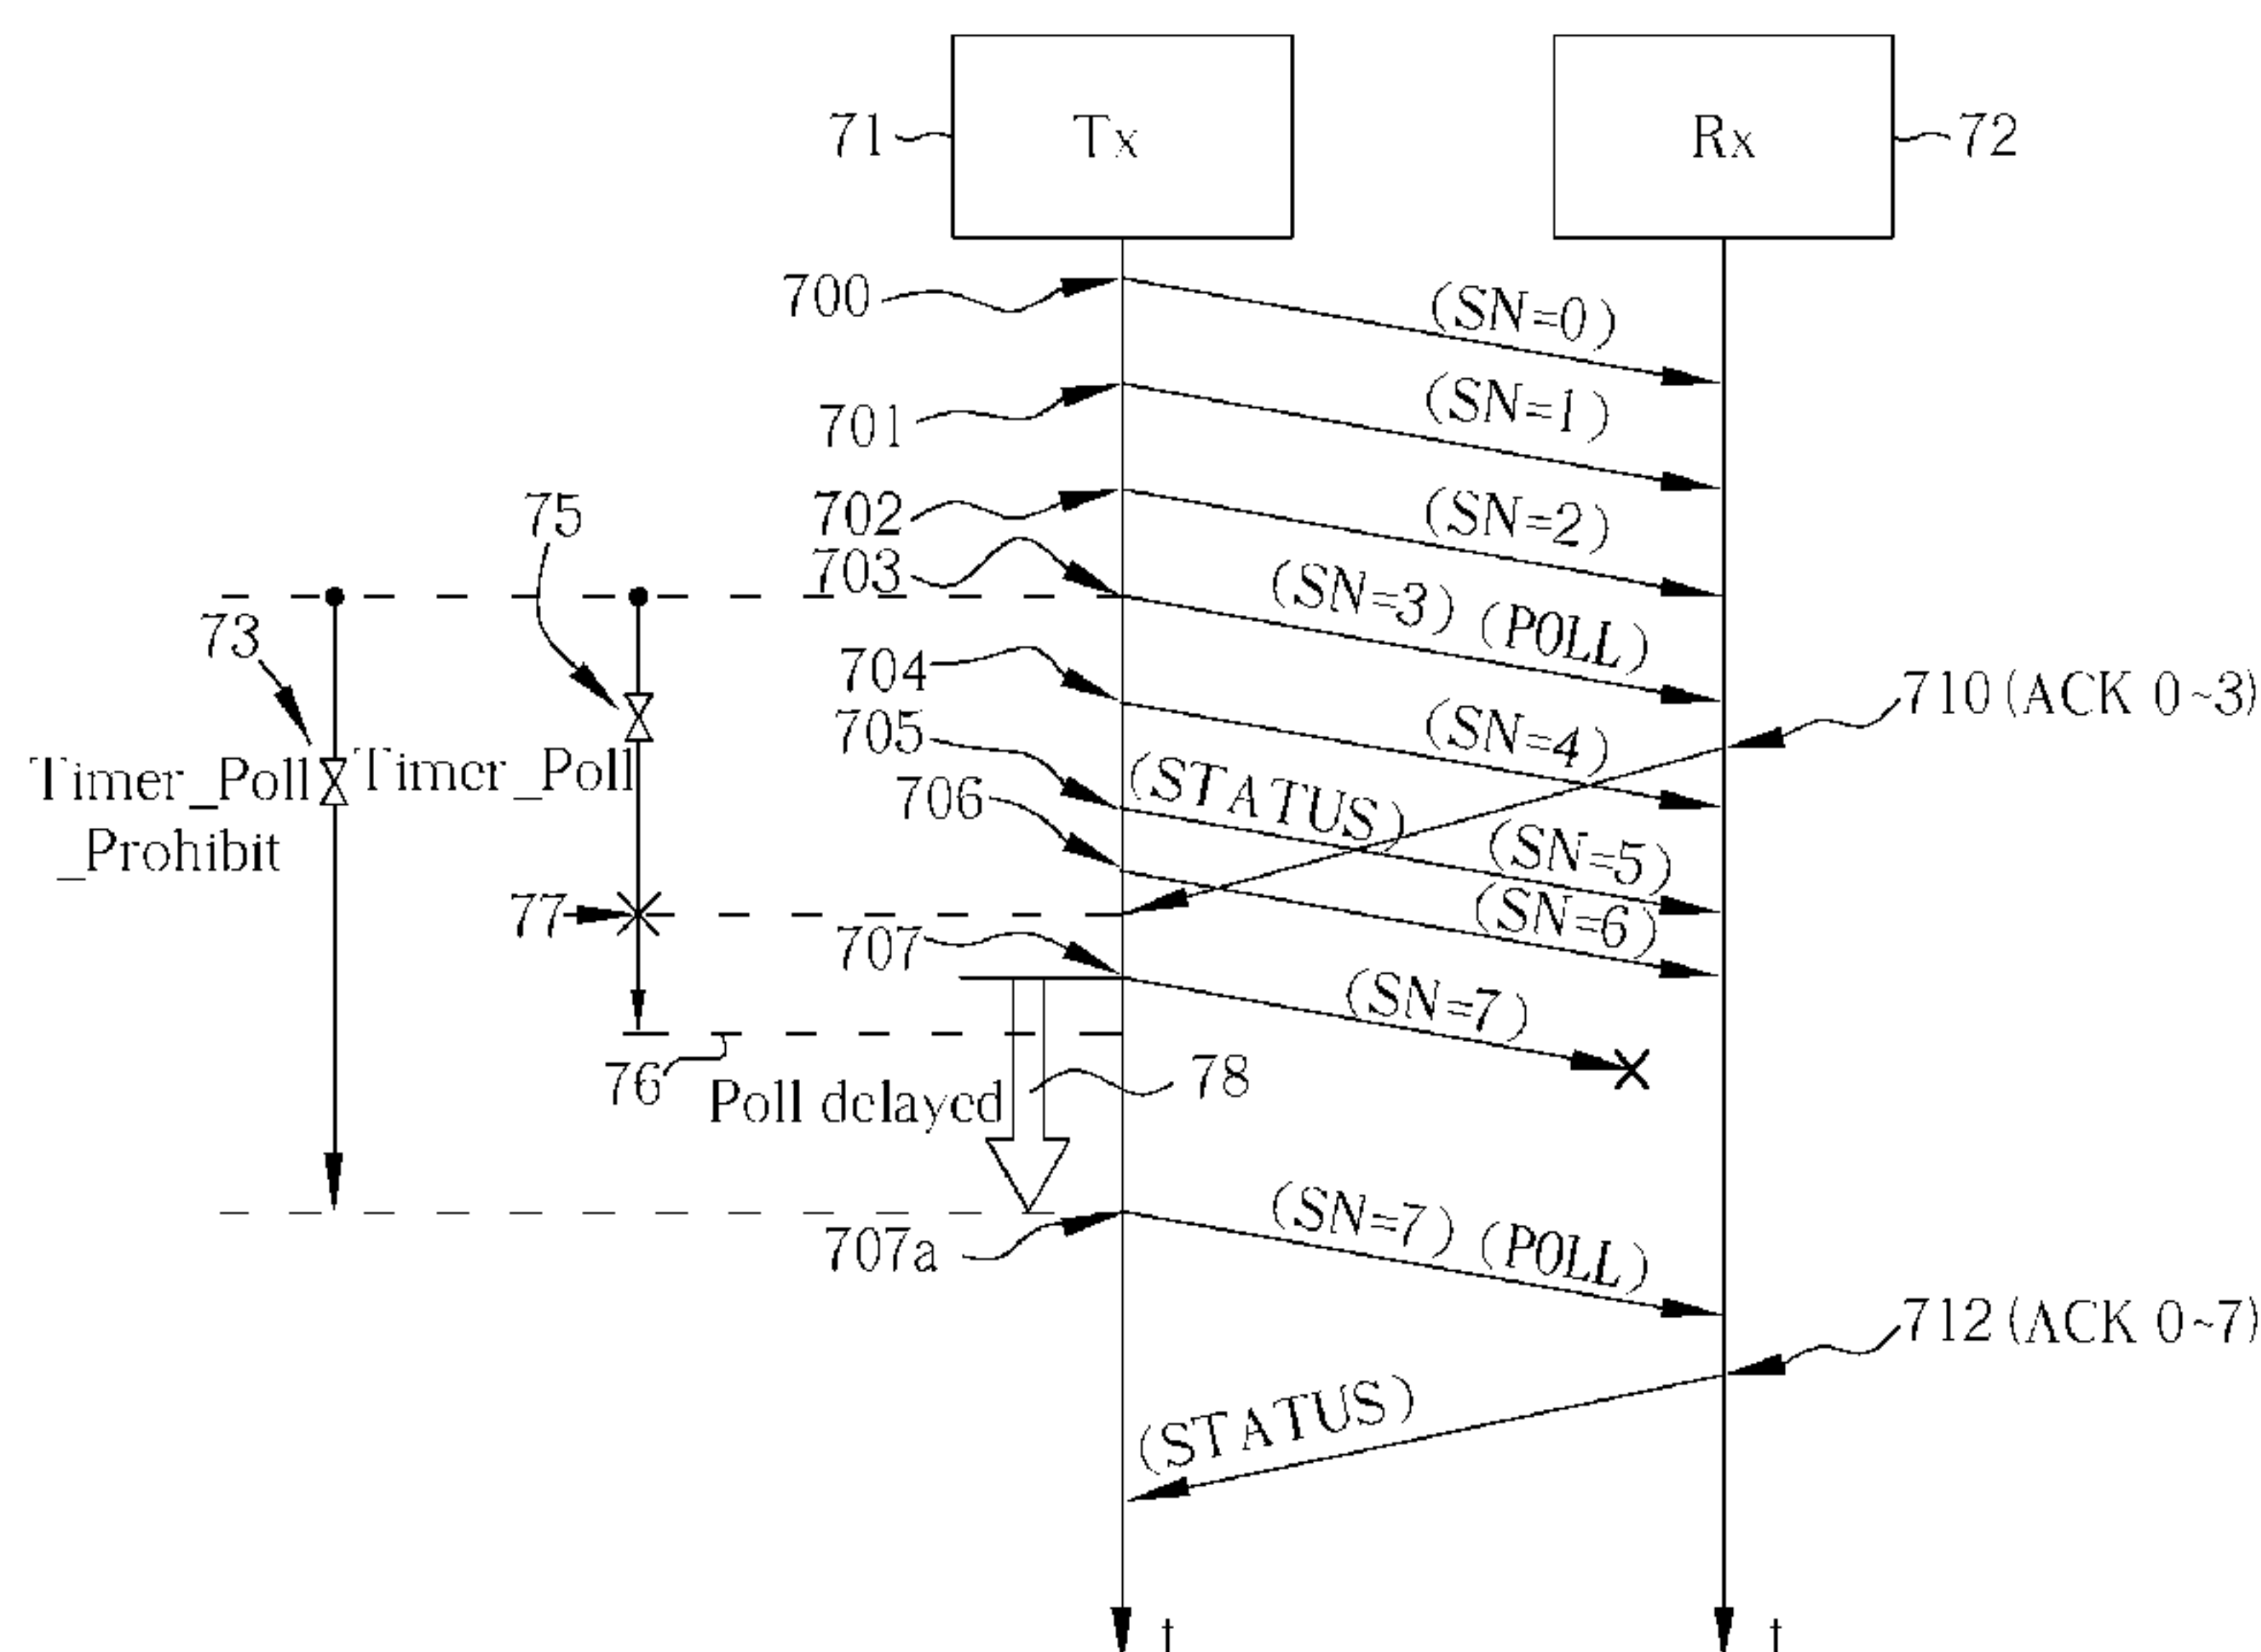 71
Tx
Rx
72
700
(SN=0)
701
(SN=1)
75
702
(SN=2)
703
(SN=3) (POLL)
73
704
710 (ACK 0~3)
705
(SN=4)
Timer_Poll
_Prohibit
Timer_Poll
706
(STATUS)
(SN=5)
77
(SN=6)
707
(SN=7)
76
Poll delayed
78
707a
(SN=7) (POLL)
712 (ACK 0~7)
(STATUS)
t
t